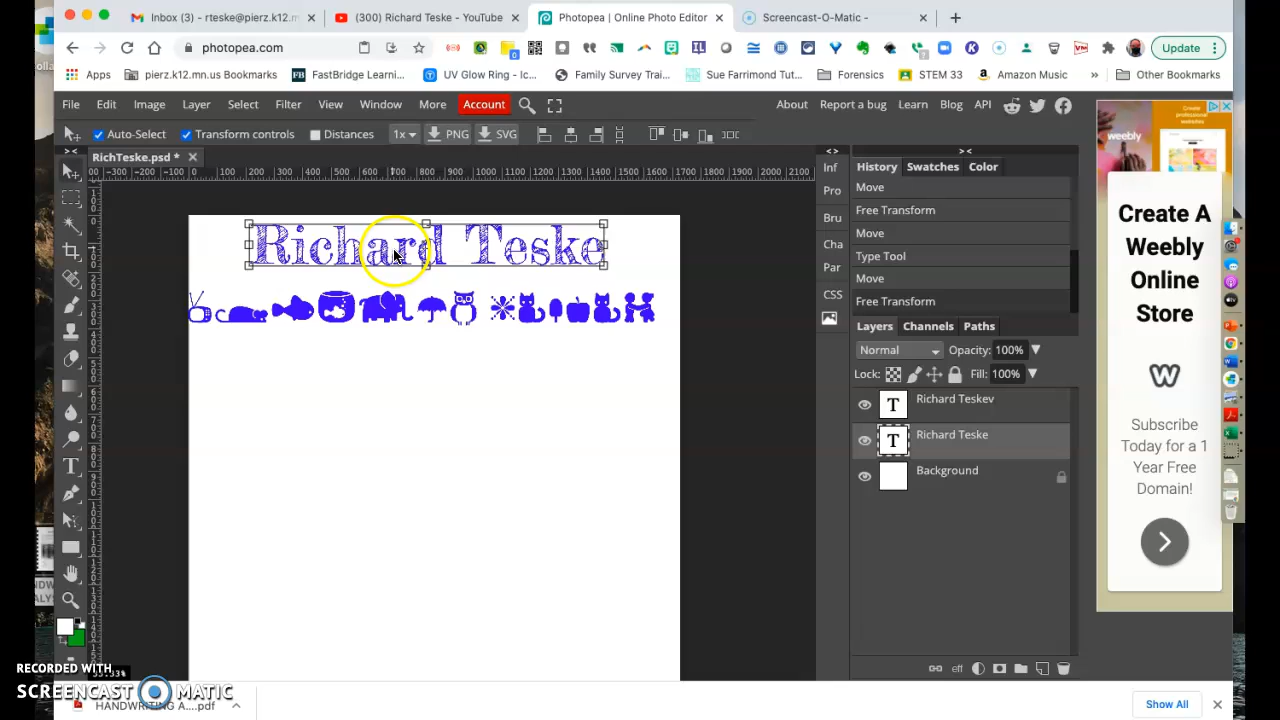 Inbox (3) - rteske@pierz.k12.m
(300) Richard Teske - YouTube
Photopea | Online Photo Editor
Screencast-O-Matic -
photopea.com
Update
Apps
pierz.k12.mn.us Bookmarks
FastBridge Learni...
UV Glow Ring - Ic...
Family Survey Trai...
Sue Farrimond Tut...
Forensics
STEM 33
Amazon Music
Other Bookmarks
File Edit Image Layer Select Filter View Window More Account
About Report a bug Learn Blog API
Auto-Select Transform controls Distances 1x PNG SVG
RichTeske.psd *
Inf
Pro
Bru
Cha
Par
CSS
History Swatches Color
Move
Free Transform
Move
Type Tool
Move
Free Transform
Layers Channels Paths
Normal Opacity: 100%
Lock: Fill: 100%
Richard Teskev
Richard Teske
Background
eff
Richard Teske
weebly
Create A
Weebly
Online
Store
Subscribe
Today for a 1
Year Free
Domain!
RECORDED WITH
SCREENCAST MATIC
HANDWRITING A....pdf
Show All